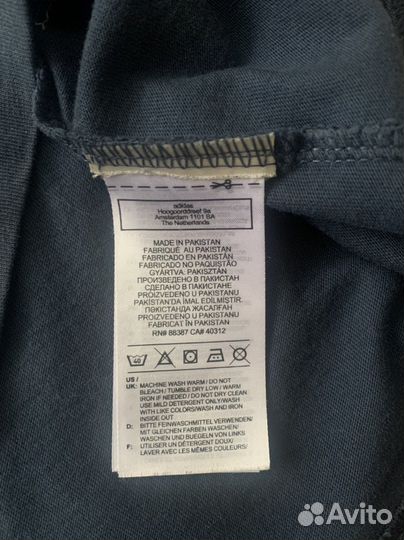 adidas
Hoogoorddreef 9a
Amsterdam 1101 BA
The Netherlands
MADE IN PAKISTAN
FABRIQUÉ AU PAKISTAN
FABRICADO EN PAKISTÁN
FABRICADO NO PAQUISTÃO
GYÁRTVA: PAKISZTÁN
ПРОИЗВЕДЕНО В ПАКИСТАНЕ
СДЕЛАНО В ПАКИСТАНЕ
PROIZVEDENO U PAKISTANU
PAKİSTAN'DA İMAL EDİLMİŞTİR.
ПӘКІСТАНДА ЖАСАЛҒАН
PROIZVEDENO V PAKISTANU
FABRICAT ÎN PAKISTAN
RN# 88387 CA# 40312
40
US /
UK: MACHINE WASH WARM / DO NOT
BLEACH / TUMBLE DRY LOW / WARM
IRON IF NEEDED / DO NOT DRY CLEAN
USE MILD DETERGENT ONLY/WASH
WITH LIKE COLORS/WASH AND IRON
INSIDE OUT
D: BITTE FEINWASCHMITTEL VERWENDEN/
MIT GLEICHEN FARBEN WASCHEN/
WASCHEN UND BUEGELN VON LINKS
F: UTILISER UN DÉTERGENT DOUX/
LAVER AVEC LES MÊMES COULEURS/
Avito